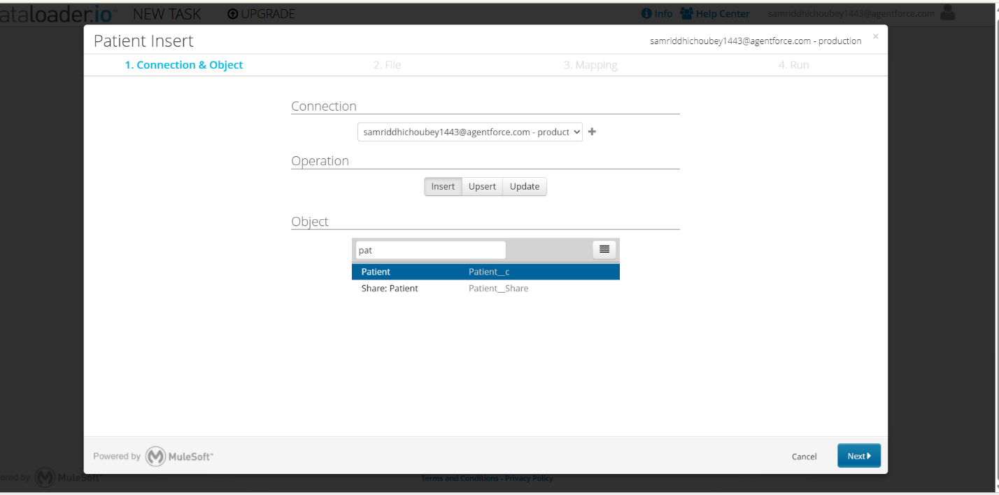 ataloader.io NEW TASK UPGRADE Info Help Center samriddhichoubey1443@agentforce.com
Patient Insert samriddhichoubey1443@agentforce.com - production ×
1. Connection & Object 2. File 3. Mapping 4. Run
Connection
samriddhichoubey1443@agentforce.com - product
Operation
Insert Upsert Update
Object
pat
Patient Patient__c
Share: Patient Patient__Share
Powered by MuleSoft™ Cancel Next
ered by MuleSoft™ Terms and Conditions - Privacy Policy